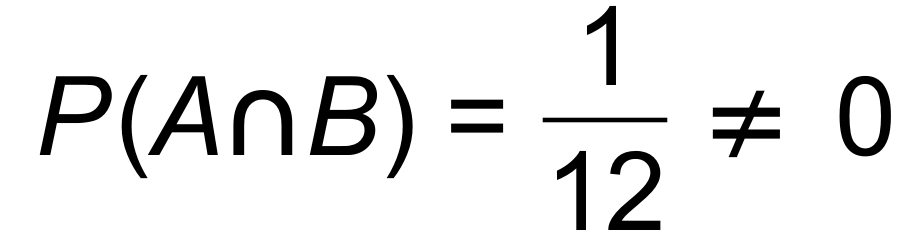 P(A∩B) = 1/12 ≠ 0